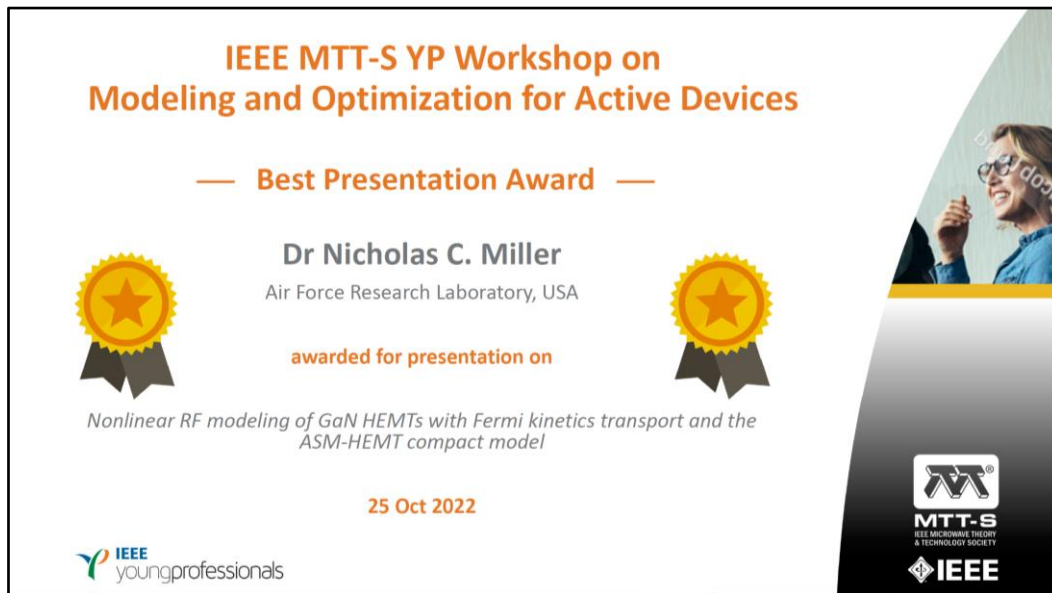 IEEE MTT-S YP Workshop on
Modeling and Optimization for Active Devices
Best Presentation Award
Dr Nicholas C. Miller
Air Force Research Laboratory, USA
awarded for presentation on
Nonlinear RF modeling of GaN HEMTs with Fermi kinetics transport and the
ASM-HEMT compact model
25 Oct 2022
IEEE
youngprofessionals
MTT-S
IEEE MICROWAVE THEORY
& TECHNOLOGY SOCIETY
IEEE